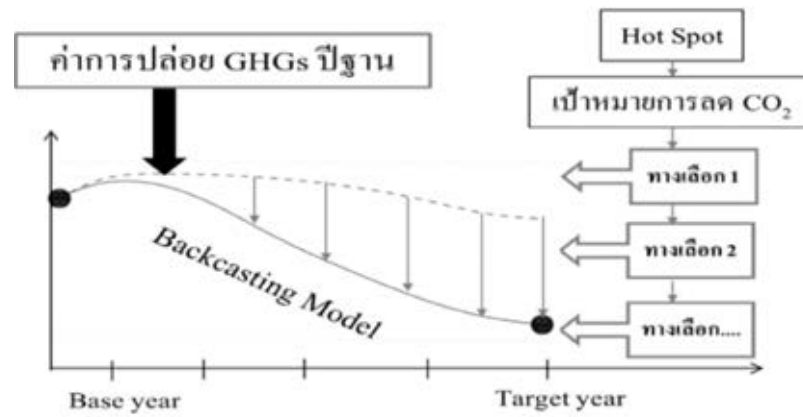 Hot Spot
ค่าการปล่อย GHGs ปีฐาน
เป้าหมายการลด CO₂
ทางเลือก 1
ทางเลือก 2
ทางเลือก....
Backcasting Model
Base year
Target year